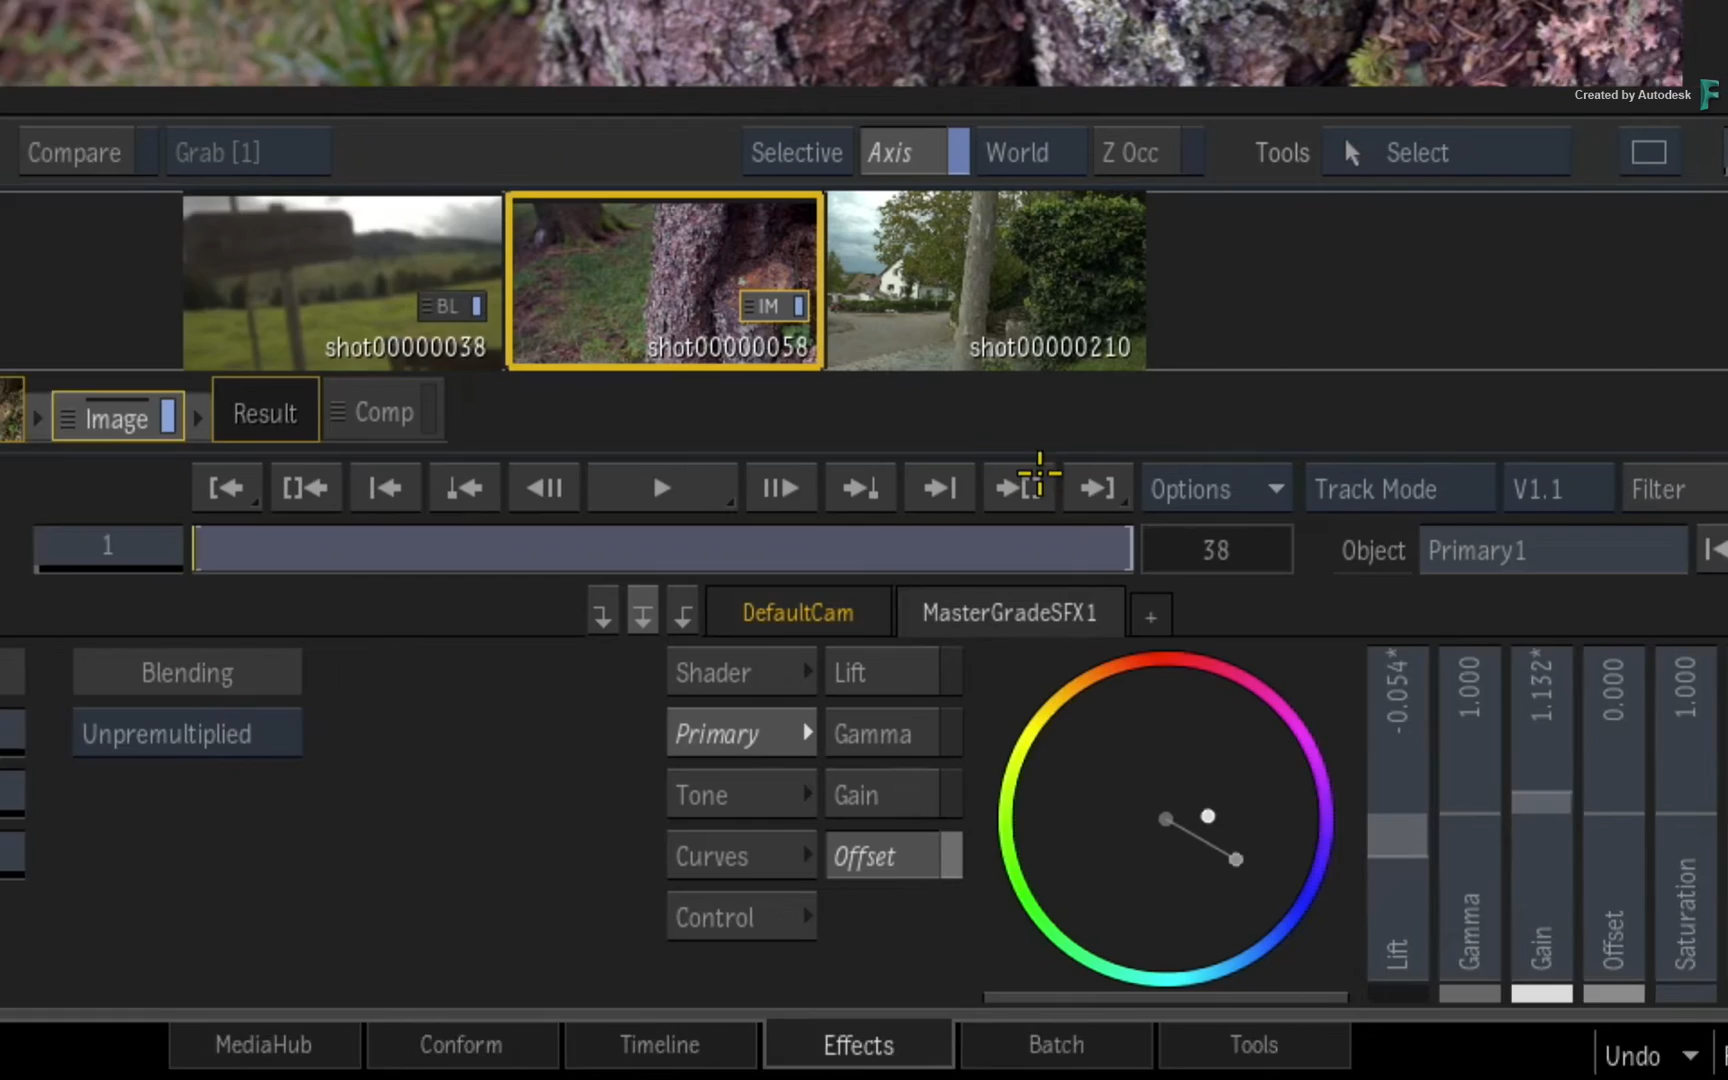 Created by Autodesk
Compare
Grab [1]
Selective
Axis
World
Z Occ
Tools
Select
BL
shot00000038
IM
shot00000058
shot00000210
Image
Result
Comp
Options
Track Mode
V1.1
Filter
1
38
Object
Primary1
DefaultCam
MasterGradeSFX1
+
Blending
Unpremultiplied
Shader
Primary
Tone
Curves
Control
Lift
Gamma
Gain
Offset
-0.054*
1.000
1.132*
0.000
1.000
Lift
Gamma
Gain
Offset
Saturation
MediaHub
Conform
Timeline
Effects
Batch
Tools
Undo